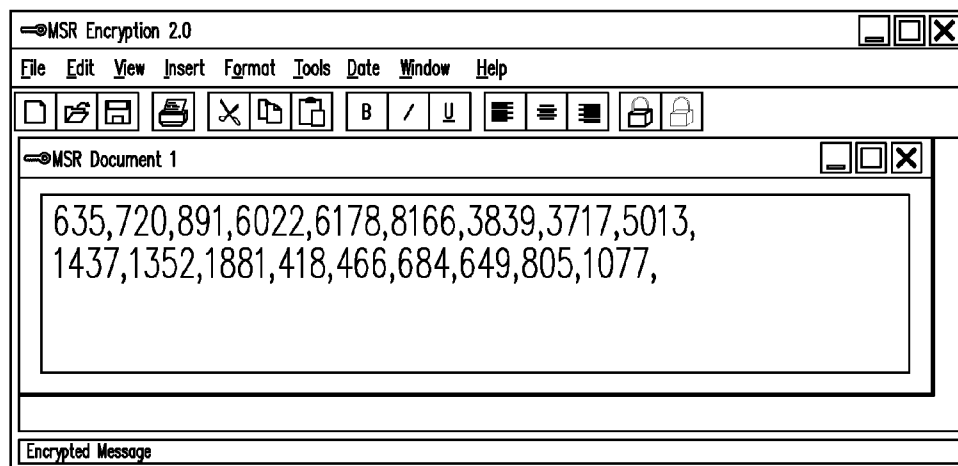 MSR Encryption 2.0
File Edit View Insert Format Tools Date Window Help
B / U
MSR Document 1
635,720,891,6022,6178,8166,3839,3717,5013,
1437,1352,1881,418,466,684,649,805,1077,
Encrypted Message